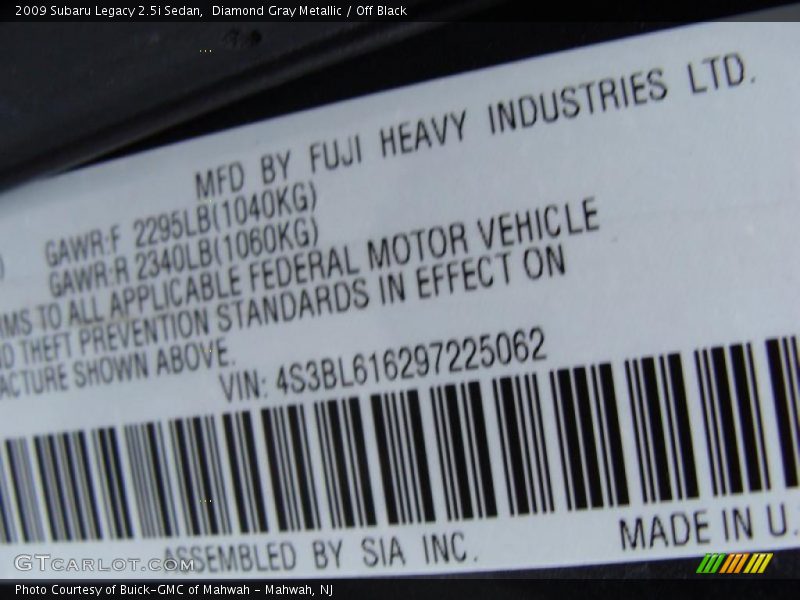 2009 Subaru Legacy 2.5i Sedan,  Diamond Gray Metallic / Off Black
MFD BY FUJI HEAVY INDUSTRIES LTD.
) GAWR:F 2295LB(1040KG)
GAWR:R 2340LB(1060KG)
RMS TO ALL APPLICABLE FEDERAL MOTOR VEHICLE
ND THEFT PREVENTION STANDARDS IN EFFECT ON
ACTURE SHOWN ABOVE.
VIN: 4S3BL616297225062
ASSEMBLED BY SIA INC. MADE IN U.
GTCarlot.com
Photo Courtesy of Buick-GMC of Mahwah - Mahwah, NJ